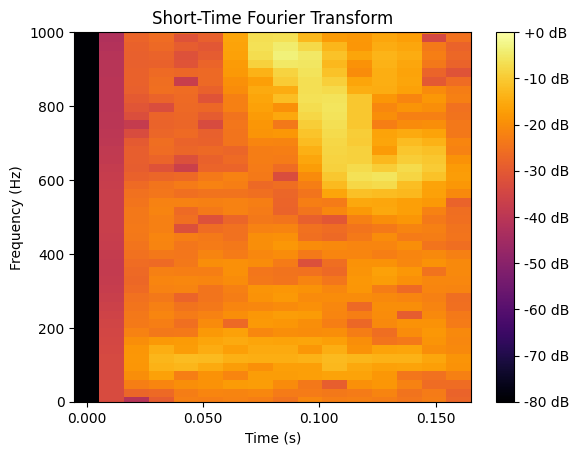 Short-Time Fourier Transform
1000
800
600
400
200
0
Frequency (Hz)
0.000
0.050
0.100
0.150
Time (s)
+0 dB
-10 dB
-20 dB
-30 dB
-40 dB
-50 dB
-60 dB
-70 dB
-80 dB